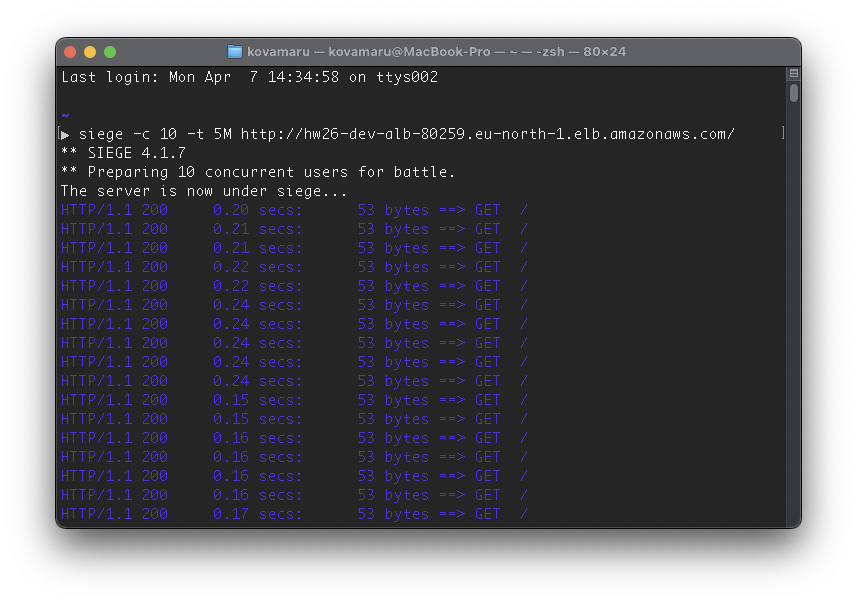 kovamaru — kovamaru@MacBook-Pro — ~ — -zsh — 80×24
Last login: Mon Apr  7 14:34:58 on ttys002
~
▶ siege -c 10 -t 5M http://hw26-dev-alb-80259.eu-north-1.elb.amazonaws.com/
** SIEGE 4.1.7
** Preparing 10 concurrent users for battle.
The server is now under siege...
HTTP/1.1 200     0.20 secs:      53 bytes ==> GET  /
HTTP/1.1 200     0.21 secs:      53 bytes ==> GET  /
HTTP/1.1 200     0.21 secs:      53 bytes ==> GET  /
HTTP/1.1 200     0.22 secs:      53 bytes ==> GET  /
HTTP/1.1 200     0.22 secs:      53 bytes ==> GET  /
HTTP/1.1 200     0.24 secs:      53 bytes ==> GET  /
HTTP/1.1 200     0.24 secs:      53 bytes ==> GET  /
HTTP/1.1 200     0.24 secs:      53 bytes ==> GET  /
HTTP/1.1 200     0.24 secs:      53 bytes ==> GET  /
HTTP/1.1 200     0.24 secs:      53 bytes ==> GET  /
HTTP/1.1 200     0.15 secs:      53 bytes ==> GET  /
HTTP/1.1 200     0.15 secs:      53 bytes ==> GET  /
HTTP/1.1 200     0.16 secs:      53 bytes ==> GET  /
HTTP/1.1 200     0.16 secs:      53 bytes ==> GET  /
HTTP/1.1 200     0.16 secs:      53 bytes ==> GET  /
HTTP/1.1 200     0.16 secs:      53 bytes ==> GET  /
HTTP/1.1 200     0.17 secs:      53 bytes ==> GET  /